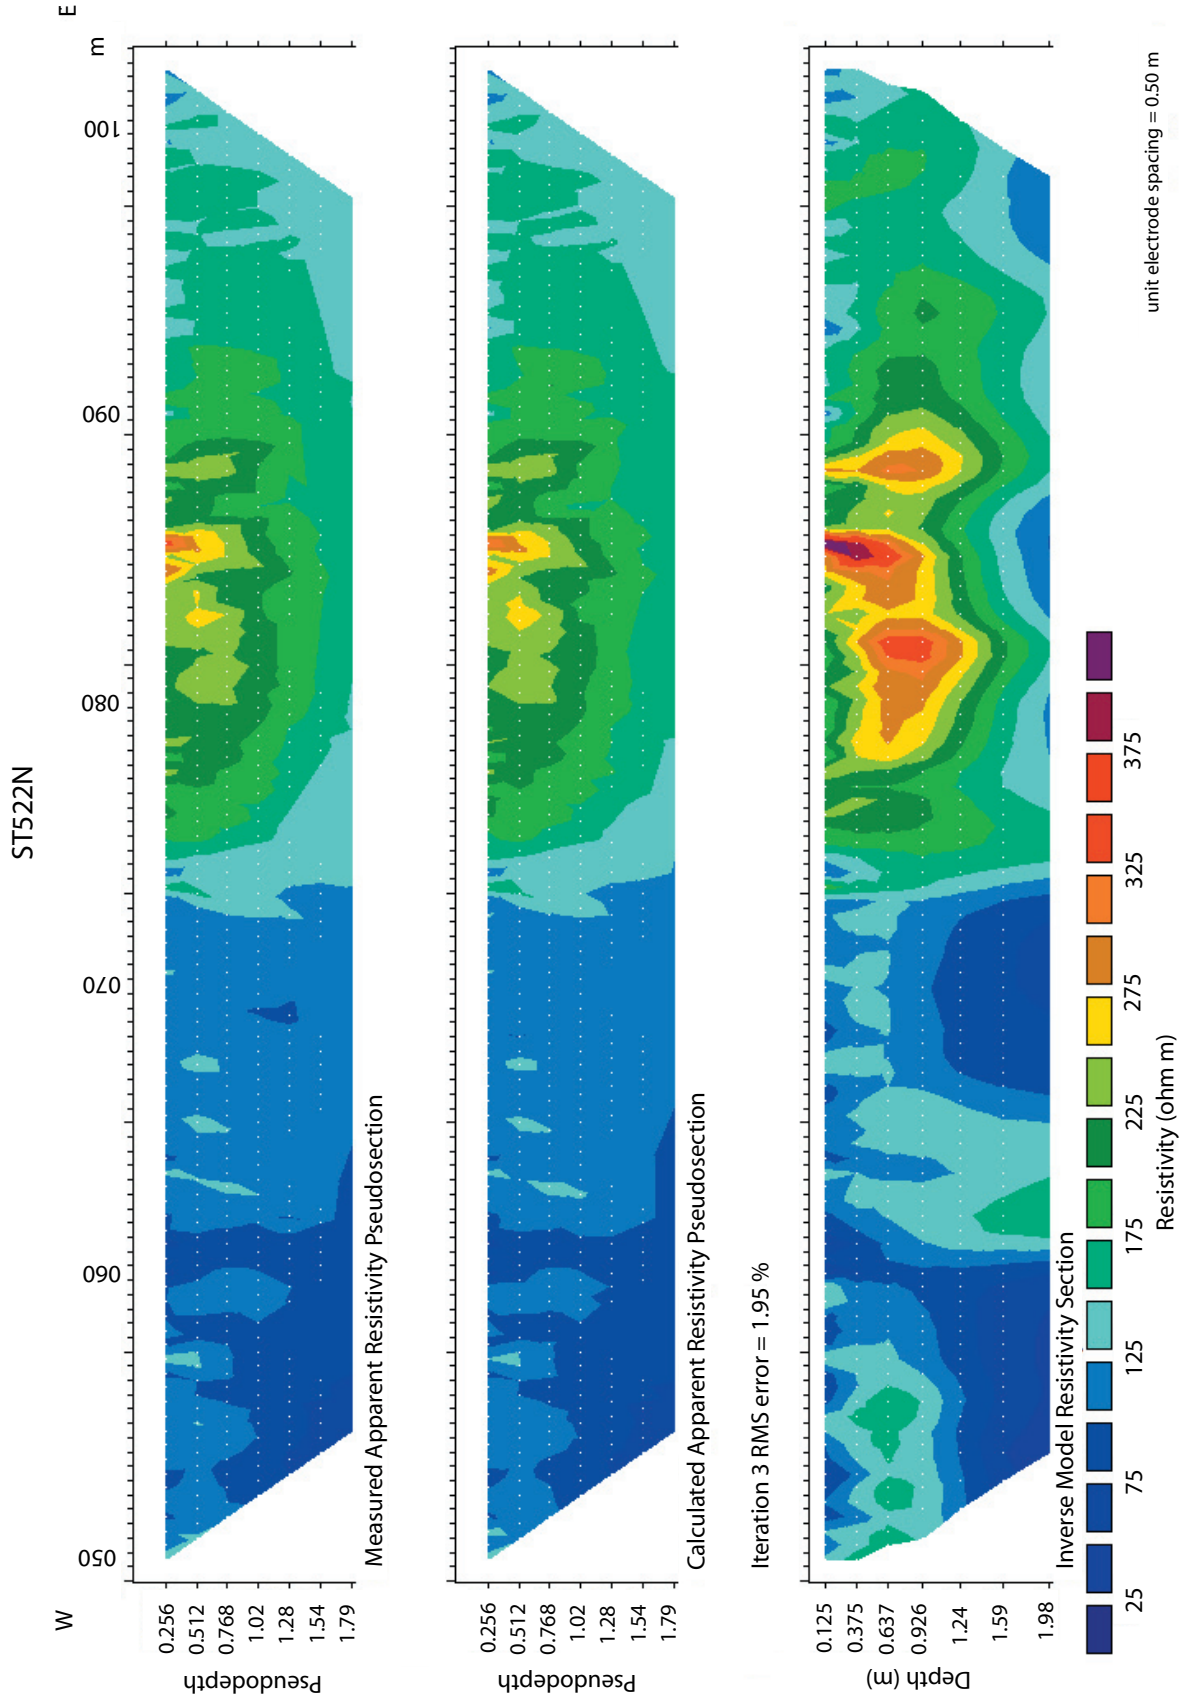 ST522N
W
050
060
070
080
090
100
m
E
Pseudodepth
0.256
0.512
0.768
1.02
1.28
1.54
1.79
Measured Apparent Resistivity Pseudosection
Pseudodepth
0.256
0.512
0.768
1.02
1.28
1.54
1.79
Calculated Apparent Resistivity Pseudosection
Iteration 3 RMS error = 1.95 %
Depth (m)
0.125
0.375
0.637
0.926
1.24
1.59
1.98
Inverse Model Resistivity Section
25
75
125
175
225
275
325
375
Resistivity (ohm m)
unit electrode spacing = 0.50 m